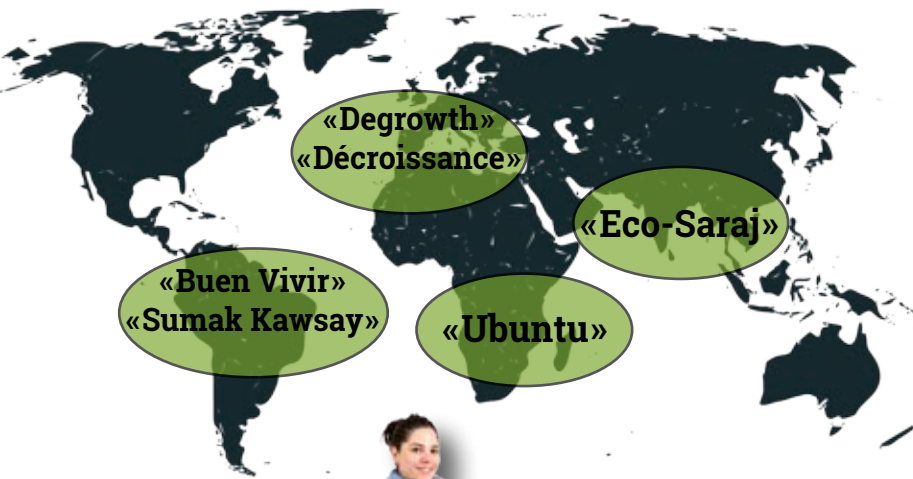 «Degrowth»
«Décroissance»
«Eco-Saraj»
«Buen Vivir»
«Sumak Kawsay»
«Ubuntu»